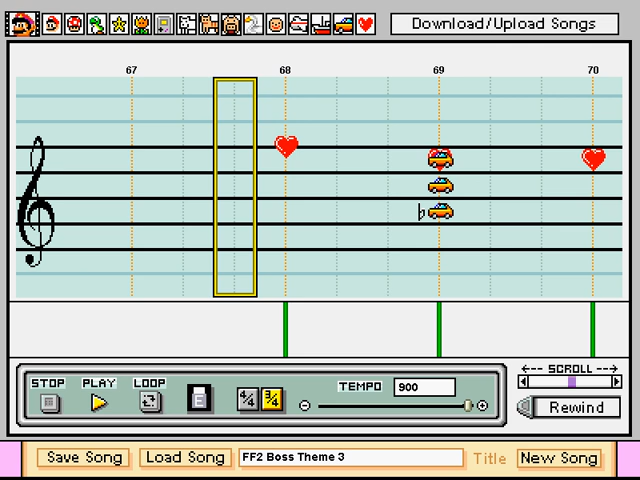 Download/Upload Songs
67 68 69 70
STOP PLAY LOOP
E
4/4 3/4
TEMPO 900
<-- SCROLL -->
Rewind
Save Song Load Song FF2 Boss Theme 3 Title New Song